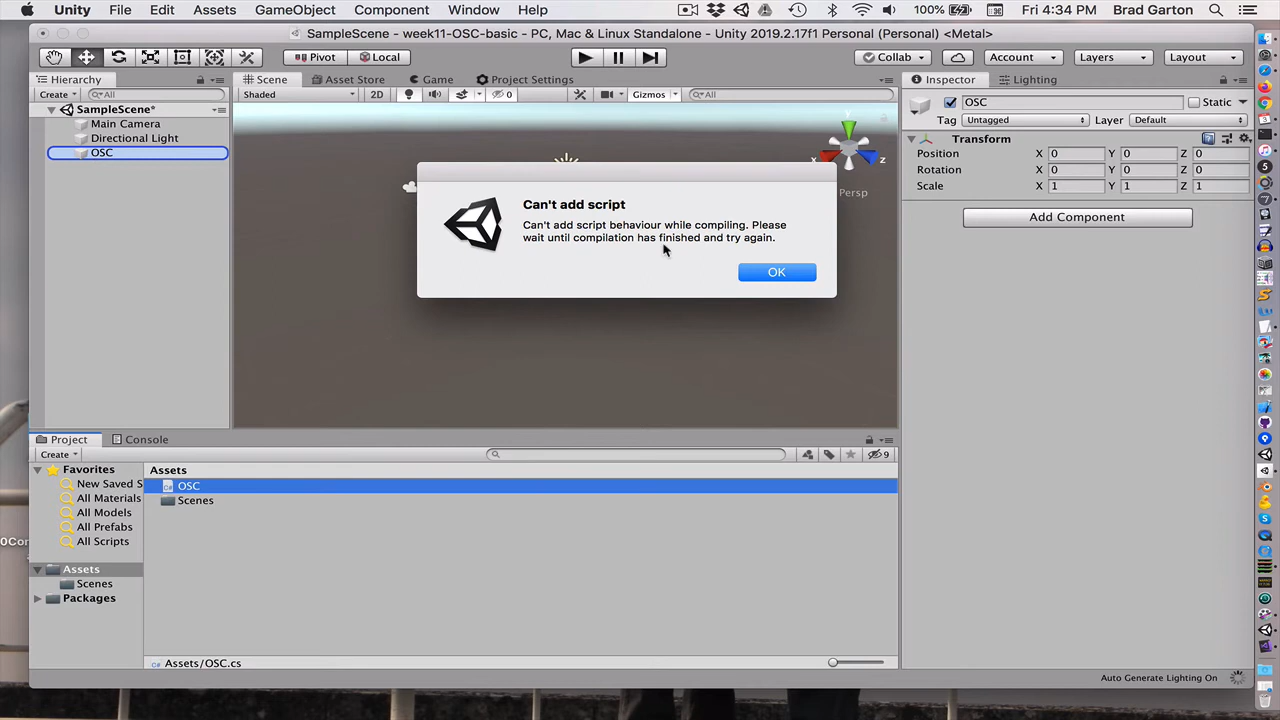 Unity File Edit Assets GameObject Component Window Help 100% Fri 4:34 PM Brad Garton
SampleScene - week11-OSC-basic - PC, Mac & Linux Standalone - Unity 2019.2.17f1 Personal (Personal) <Metal>
Pivot Local Collab Account Layers Layout
Hierarchy Scene Asset Store Game Project Settings Inspector Lighting
Create All Shaded 2D 0 Gizmos All
OSC Static
SampleScene*
Tag Untagged Layer Default
Main Camera
Directional Light
OSC
Transform
Position X 0 Y 0 Z 0
Rotation X 0 Y 0 Z 0
Scale X 1 Y 1 Z 1
y
x z
Persp
Add Component
Can't add script
Can't add script behaviour while compiling. Please
wait until compilation has finished and try again.
OK
Project Console
Create 9
Favorites
New Saved S
All Materials
All Models
All Prefabs
All Scripts
Assets
Scenes
Packages
Assets
OSC
Scenes
Assets/OSC.cs
Auto Generate Lighting On